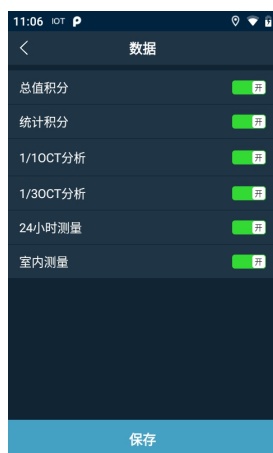 11:06 IOT
数据
总值积分 开
统计积分 开
1/1OCT分析 开
1/3OCT分析 开
24小时测量 开
室内测量 开
保存